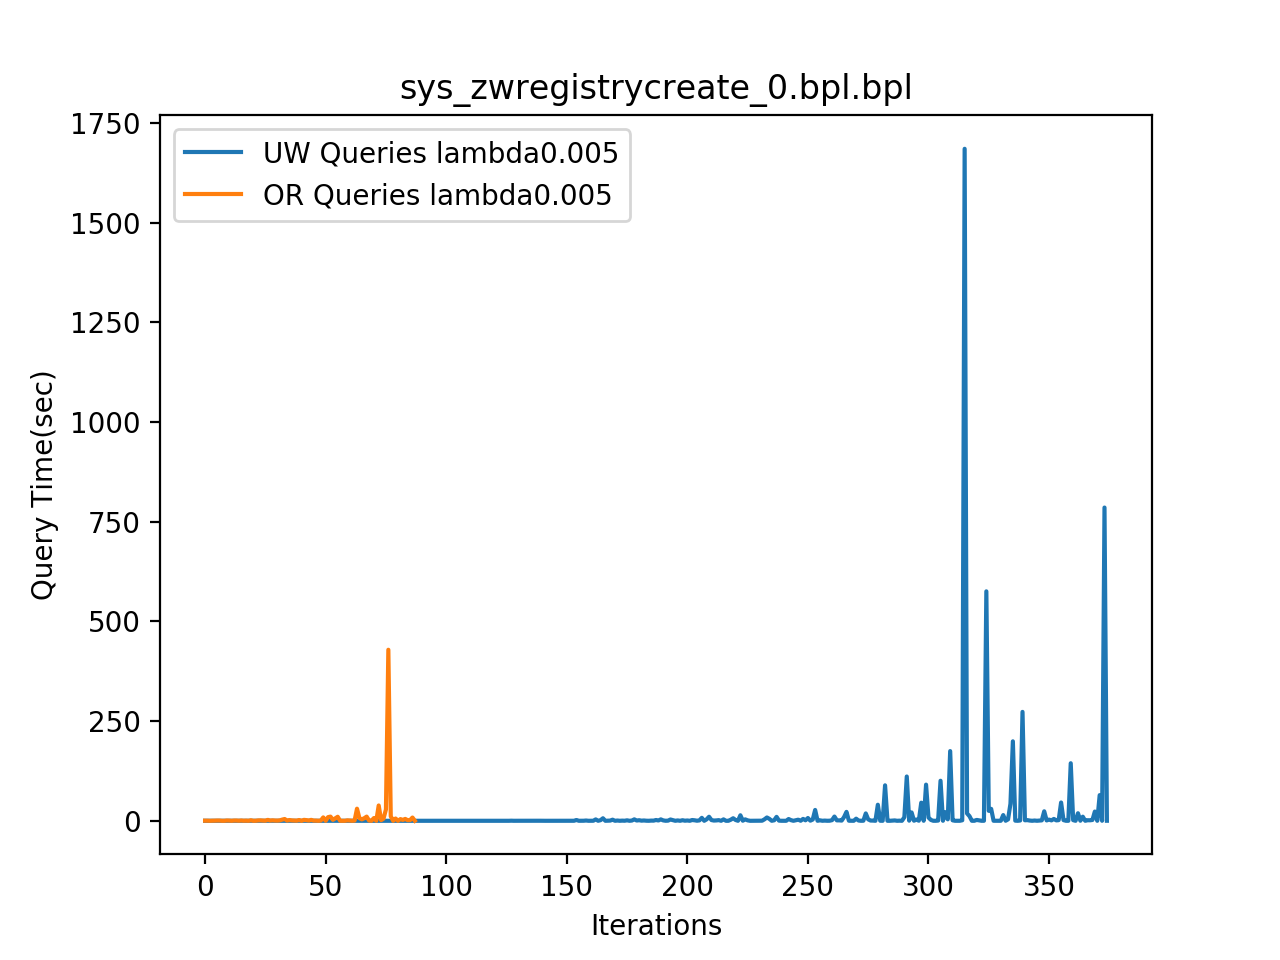 sys_zwregistrycreate_0.bpl.bpl
UW Queries lambda0.005
OR Queries lambda0.005
Query Time(sec)
1750
1500
1250
1000
750
500
250
0
0 50 100 150 200 250 300 350
Iterations